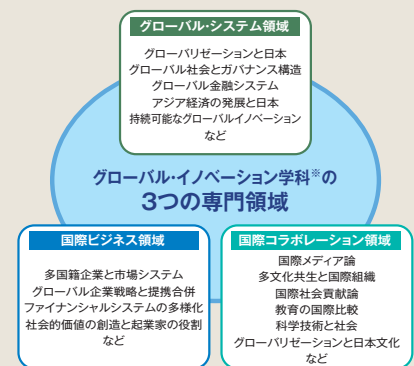 グローバル・システム領域
グローバリゼーションと日本
グローバル社会とガバナンス構造
グローバル金融システム
アジア経済の発展と日本
持続可能なグローバルイノベーション
など
グローバル・イノベーション学科※の
3つの専門領域
国際ビジネス領域
多国籍企業と市場システム
グローバル企業戦略と提携合併
ファイナンシャルシステムの多様化
社会的価値の創造と起業家の役割
など
国際コラボレーション領域
国際メディア論
多文化共生と国際組織
国際社会貢献論
教育の国際比較
科学技術と社会
グローバリゼーションと日本文化
など